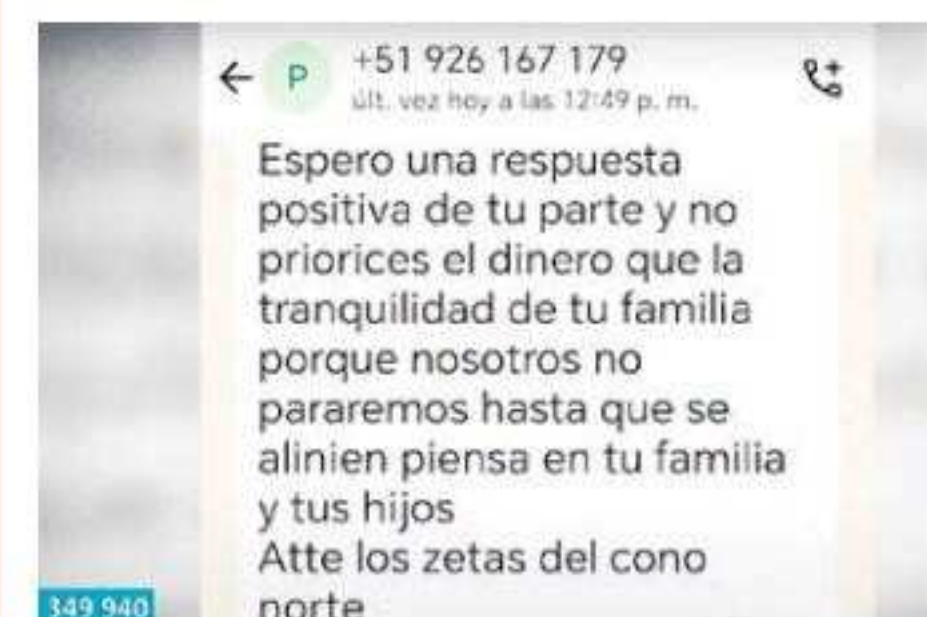 P
+51 926 167 179
últ. vez hoy a las 12:49 p. m.
Espero una respuesta
positiva de tu parte y no
priorices el dinero que la
tranquilidad de tu familia
porque nosotros no
pararemos hasta que se
alinien piensa en tu familia
y tus hijos
Atte los zetas del cono
norte
349 940